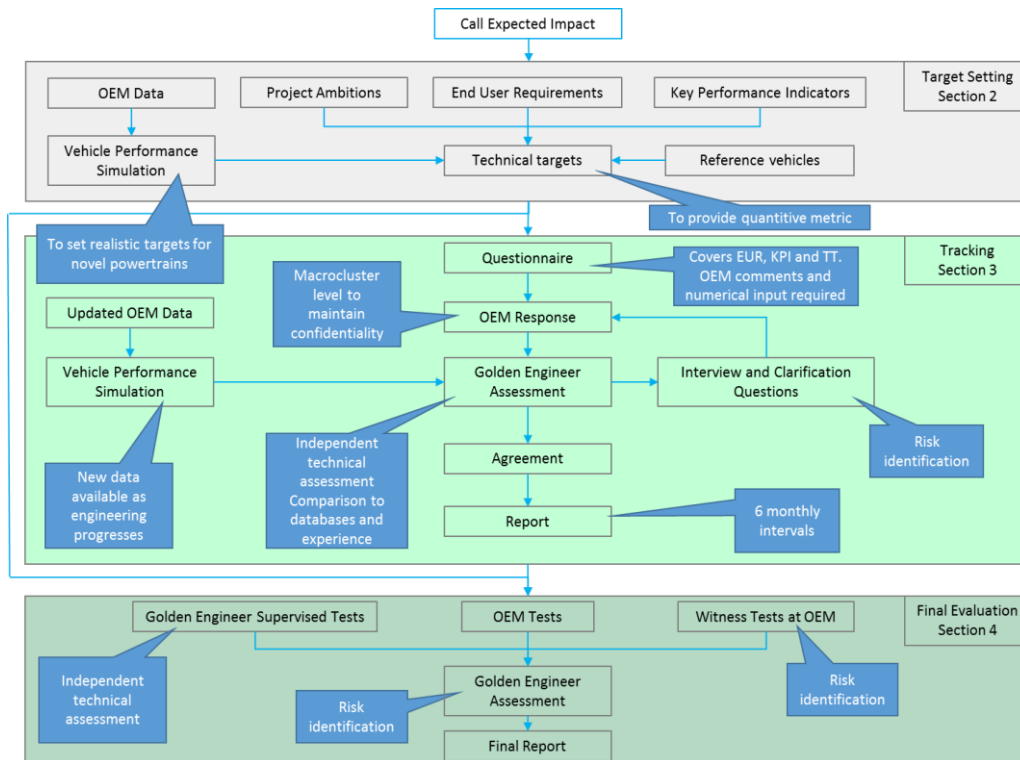 Call Expected Impact
Target Setting
Section 2
OEM Data
Project Ambitions
End User Requirements
Key Performance Indicators
Vehicle Performance
Simulation
Technical targets
Reference vehicles
To set realistic targets for
novel powertrains
To provide quantitive metric
Tracking
Section 3
Questionnaire
Covers EUR, KPI and TT.
OEM comments and
numerical input required
Macrocluster
level to
maintain
confidentiality
Updated OEM Data
OEM Response
Vehicle Performance
Simulation
Golden Engineer
Assessment
Interview and Clarification
Questions
Independent
technical
assessment
Comparison to
databases and
experience
Risk
identification
Agreement
New data
available as
engineering
progresses
Report
6 monthly
intervals
Final Evaluation
Section 4
Golden Engineer Supervised Tests
OEM Tests
Witness Tests at OEM
Independent
technical
assessment
Risk
identification
Golden Engineer
Assessment
Risk
identification
Final Report